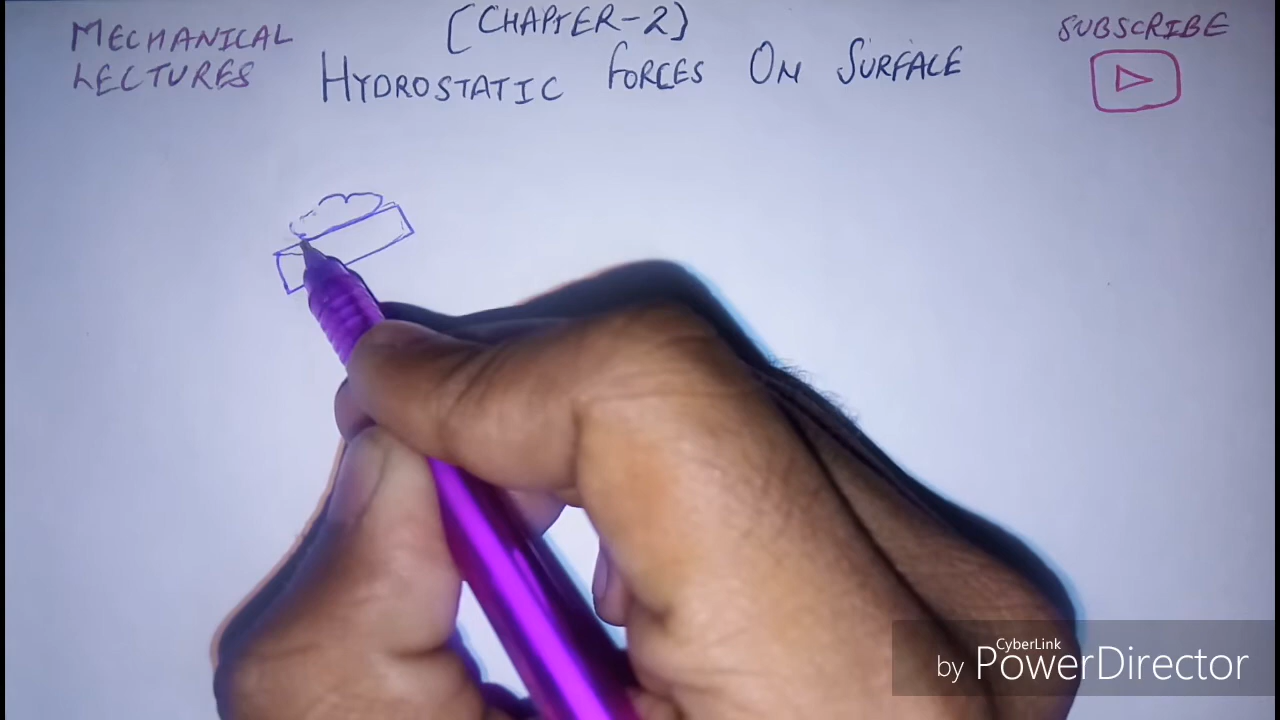 MECHANICAL
LECTURES
[CHAPTER-2]
HYDROSTATIC FORCES ON SURFACE
SUBSCRIBE
CyberLink
by PowerDirector